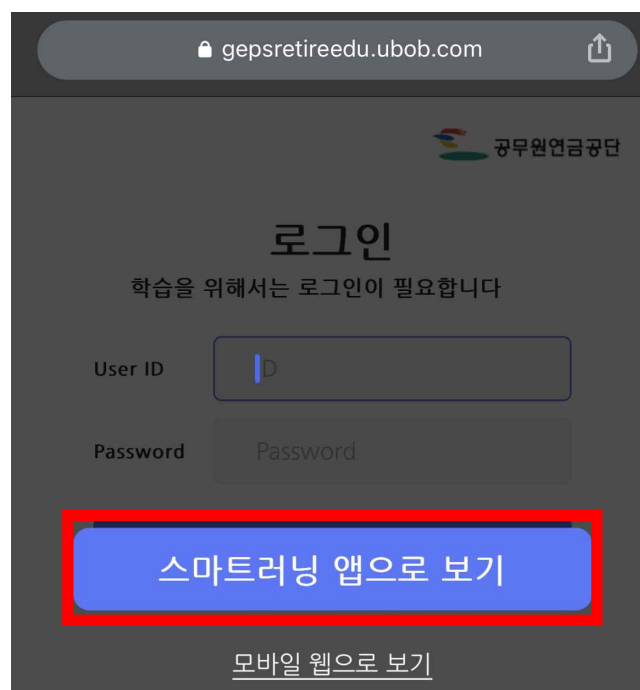 gepsretireedu.ubob.com
공무원연금공단
로그인
학습을 위해서는 로그인이 필요합니다
User ID ID
Password Password
스마트러닝 앱으로 보기
모바일 웹으로 보기